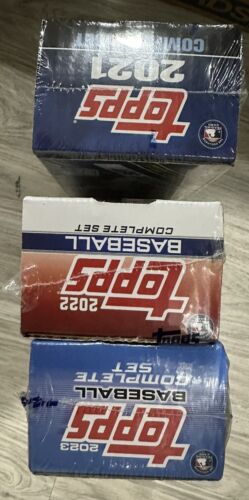 topps
2021
COMPLETE SET
2022
topps
BASEBALL
COMPLETE SET
topps
2023
topps
BASEBALL
COMPLETE
SET